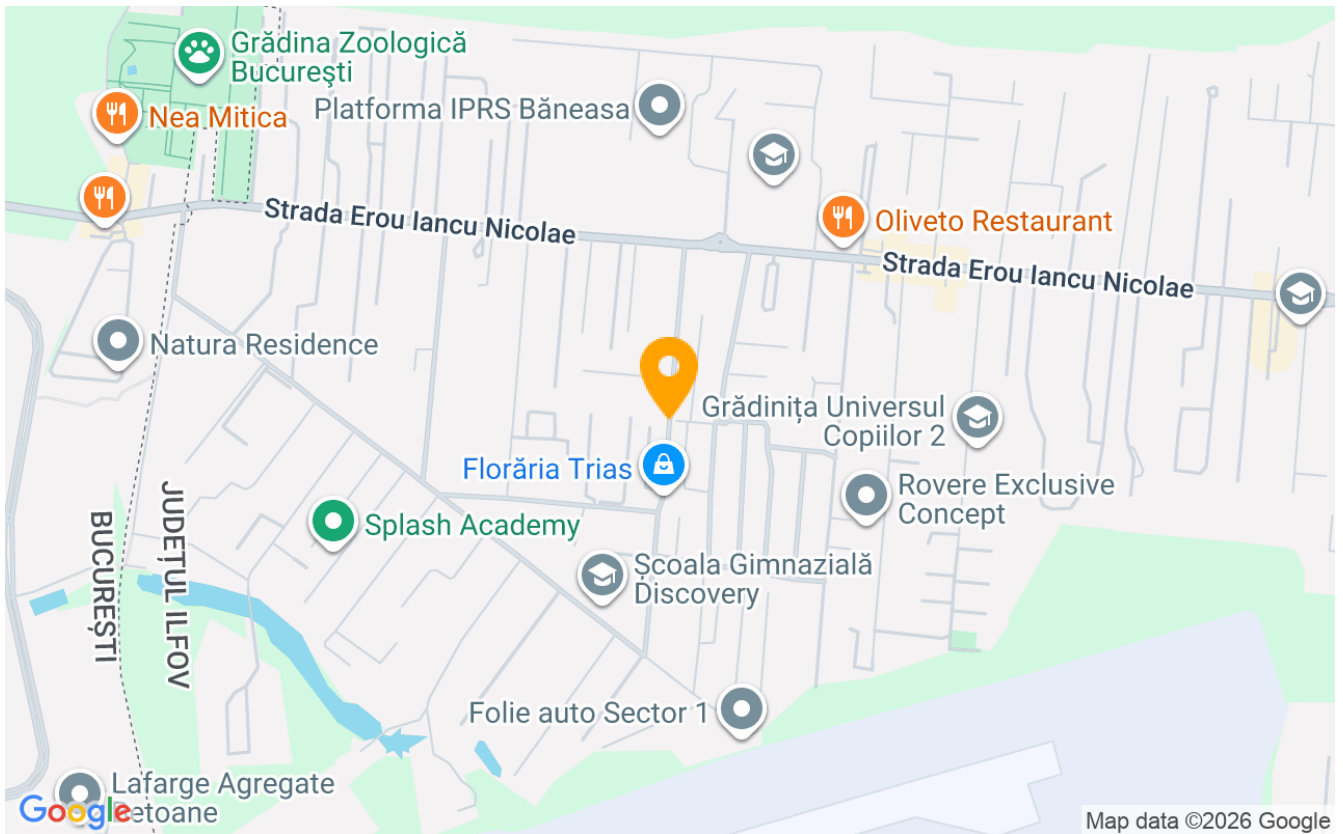 Grădina Zoologică
București
Nea Mitica
Platforma IPRS Băneasa
Strada Erou Iancu Nicolae
Oliveto Restaurant
Strada Erou Iancu Nicolae
Natura Residence
Grădinița Universul
Copiilor 2
Florăria Trias
Rovere Exclusive
Concept
Splash Academy
JUDEȚUL ILFOV
BUCUREȘTI
Școala Gimnazială
Discovery
Folie auto Sector 1
Lafarge Agregate
Betoane
Google
Map data ©2026 Google